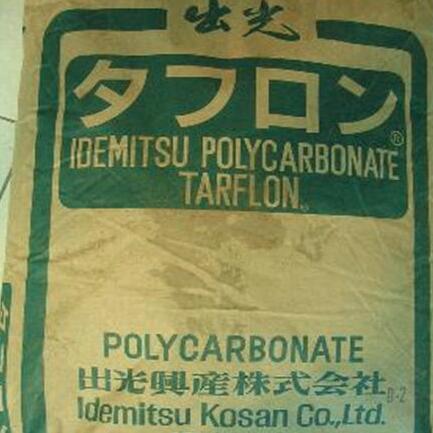 出光
タフロン®
IDEMITSU POLYCARBONATE
TARFLON®
POLYCARBONATE
出光興産株式会社
Idemitsu Kosan Co.,Ltd.